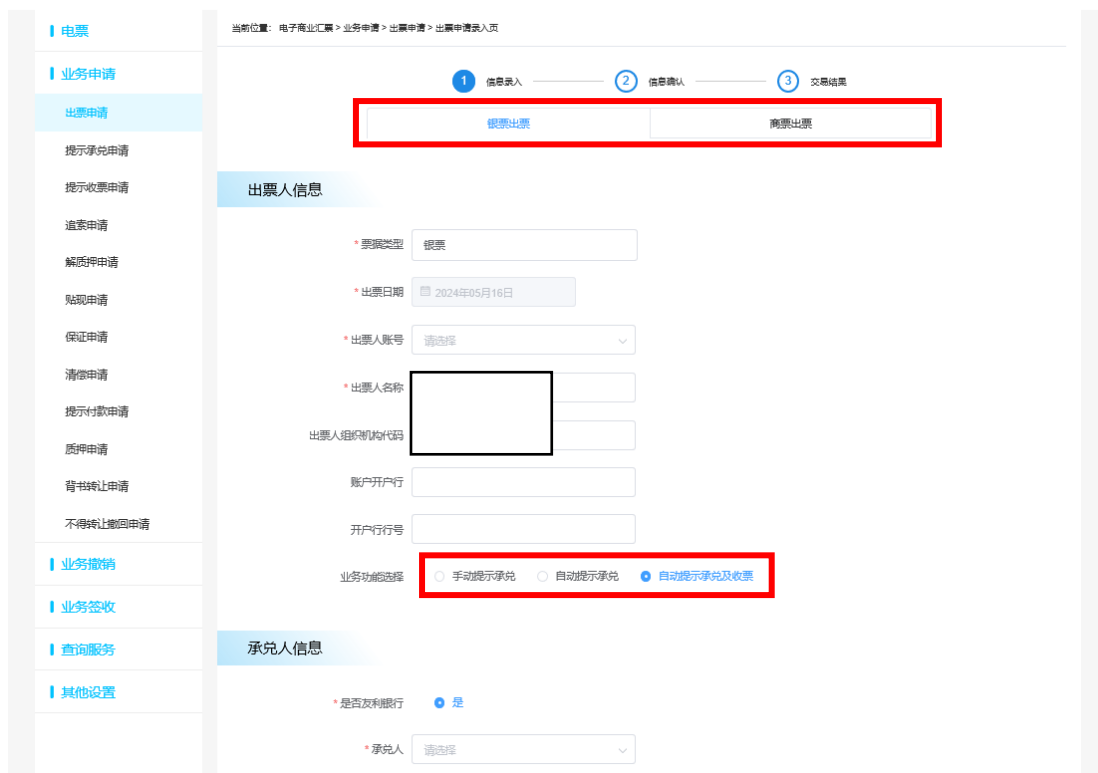 电票
业务申请
出票申请
提示承兑申请
提示收票申请
追索申请
解质押申请
贴现申请
保证申请
清偿申请
提示付款申请
质押申请
背书转让申请
不得转让撤回申请
业务撤销
业务签收
查询服务
其他设置
当前位置： 电子商业汇票 > 业务申请 > 出票申请 > 出票申请录入页
1 信息录入 2 信息确认 3 交易结果
银票出票 商票出票
出票人信息
* 票据类型 银票
* 出票日期 2024年05月16日
* 出票人账号 请选择
* 出票人名称
出票人组织机构代码
账户开户行
开户行行号
业务功能选择 手动提示承兑 自动提示承兑 自动提示承兑及收票
承兑人信息
* 是否友利银行 是
* 承兑人 请选择